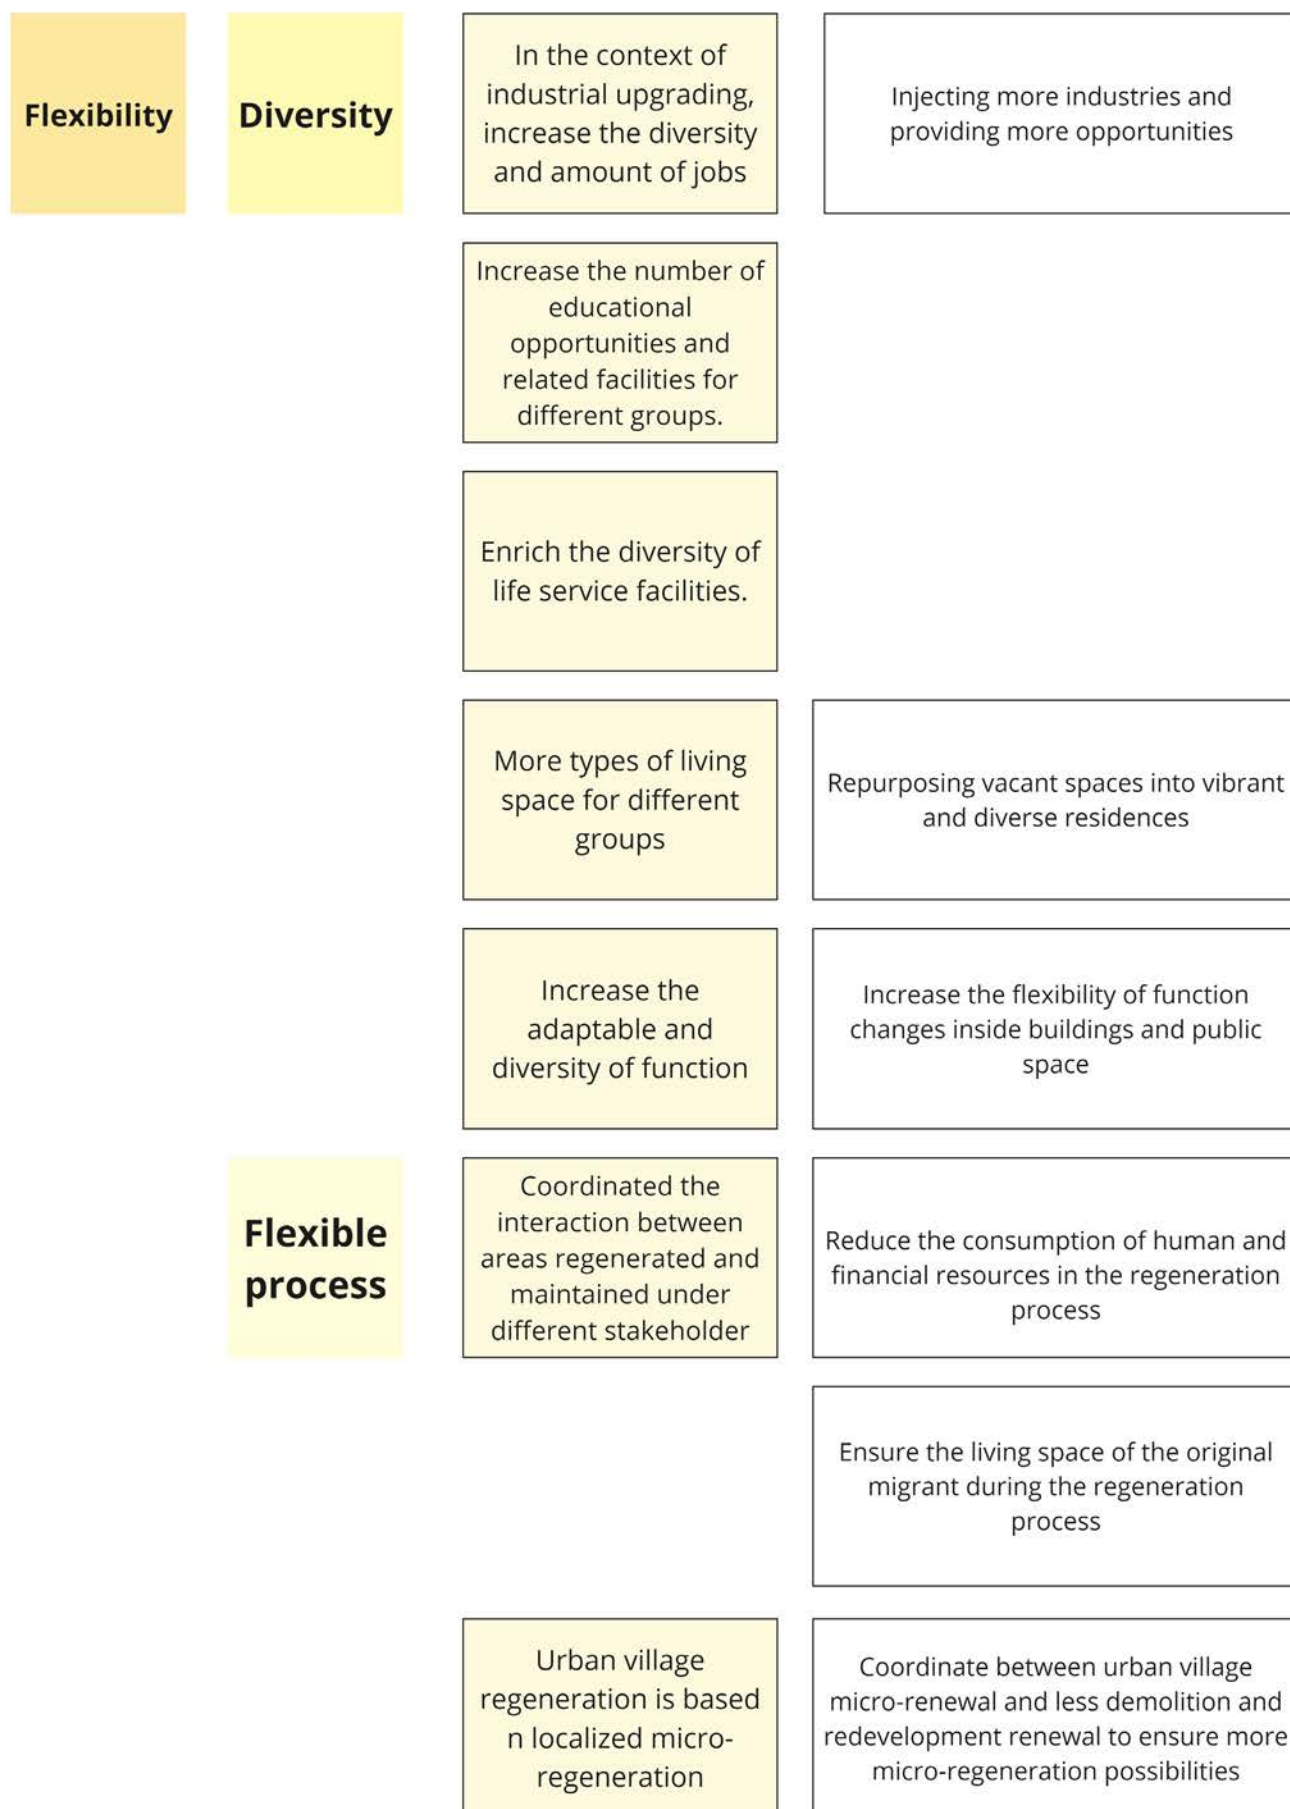 Flexibility
Diversity
In the context of
industrial upgrading,
increase the diversity
and amount of jobs
Injecting more industries and
providing more opportunities
Increase the number of
educational
opportunities and
related facilities for
different groups.
Enrich the diversity of
life service facilities.
More types of living
space for different
groups
Repurposing vacant spaces into vibrant
and diverse residences
Increase the
adaptable and
diversity of function
Increase the flexibility of function
changes inside buildings and public
space
Flexible
process
Coordinated the
interaction between
areas regenerated and
maintained under
different stakeholder
Reduce the consumption of human and
financial resources in the regeneration
process
Ensure the living space of the original
migrant during the regeneration
process
Urban village
regeneration is based
n localized micro-
regeneration
Coordinate between urban village
micro-renewal and less demolition and
redevelopment renewal to ensure more
micro-regeneration possibilities